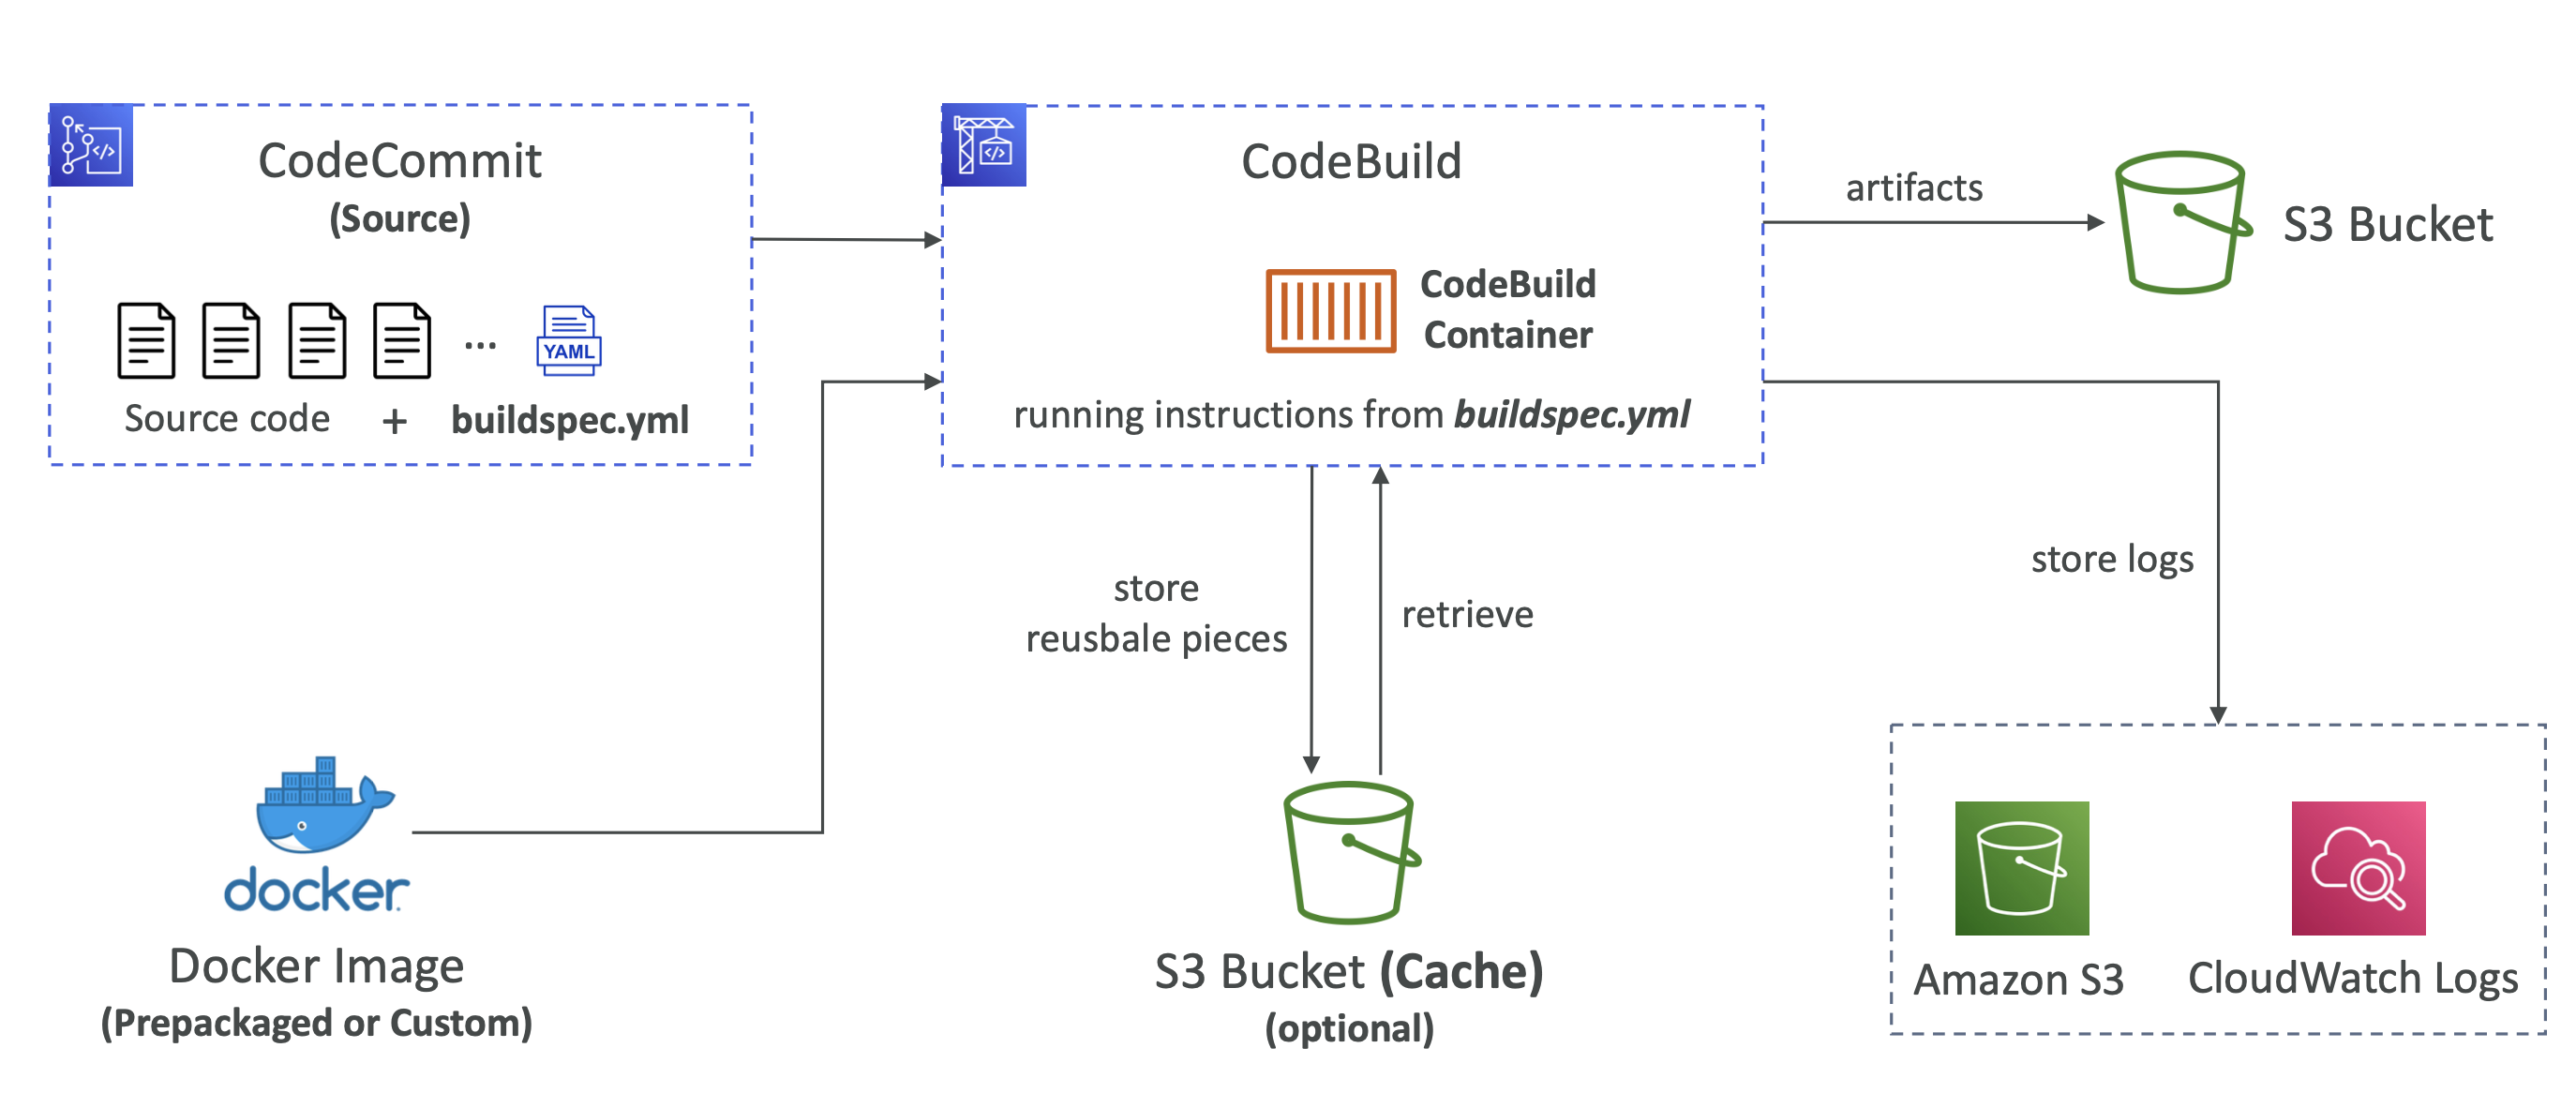 CodeCommit
(Source)
...
YAML
Source code + buildspec.yml
CodeBuild
CodeBuild
Container
running instructions from buildspec.yml
artifacts
S3 Bucket
store logs
store
reusbale pieces
retrieve
docker
Docker Image
(Prepackaged or Custom)
S3 Bucket (Cache)
(optional)
Amazon S3
CloudWatch Logs